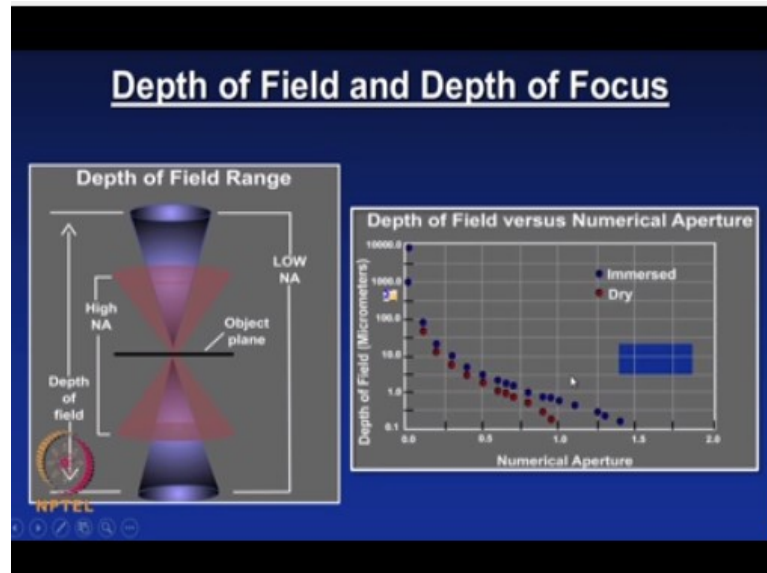 Depth of Field and Depth of Focus
Depth of Field Range
LOW
NA
High
NA
Object
plane
Depth
of
field
NPTEL
Depth of Field versus Numerical Aperture
Depth of Field (Micrometers)
10000.0
1000.0
100.0
10.0
1.0
0.1
Immersed
Dry
0.0
0.5
1.0
1.5
2.0
Numerical Aperture